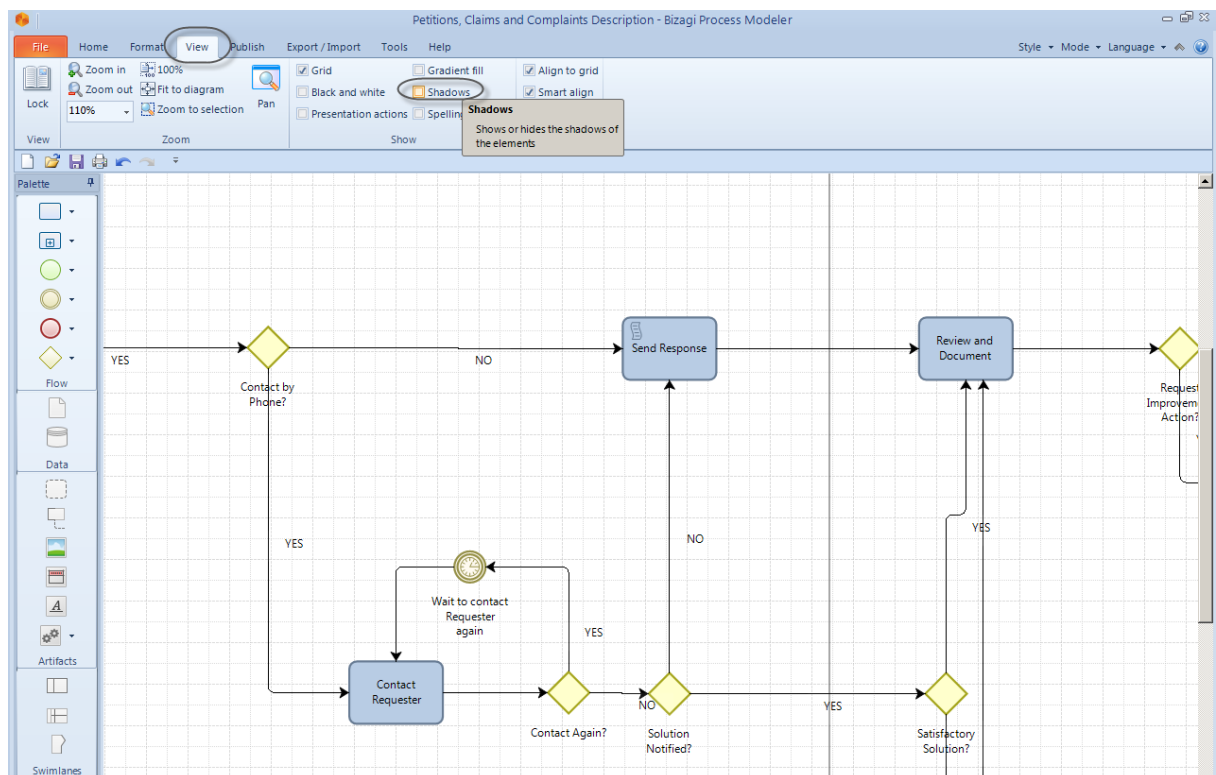 Petitions, Claims and Complaints Description - Bizagi Process Modeler
File Home Format View Publish Export / Import Tools Help Style Mode Language
Zoom in 100% Grid Gradient fill Align to grid
Zoom out Fit to diagram Black and white Shadows Smart align
Lock 110% Zoom to selection Pan Presentation actions
View Zoom Show
Shadows
Shows or hides the shadows of
the elements
Palette
Flow
Data
Artifacts
Swimlanes
YES
Contact by
Phone?
NO
Send Response
Review and
Document
Request
Action?
YES
NO
YES
Wait to contact
Requester
again
YES
Contact
Requester
Contact Again?
NO
Solution
Notified?
YES
Satisfactory
Solution?